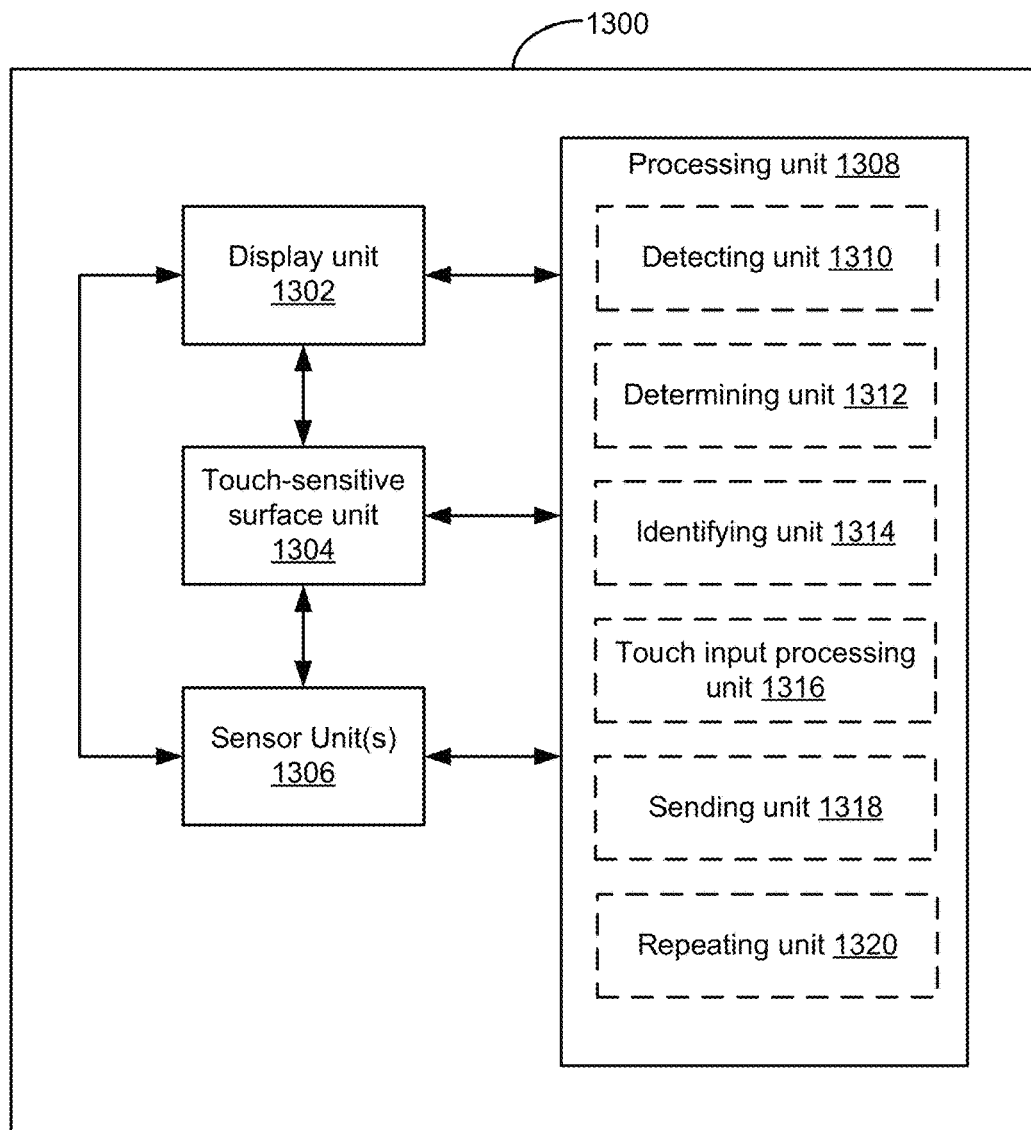 1300
Processing unit 1308
Display unit
1302
Detecting unit 1310
Determining unit 1312
Touch-sensitive
surface unit
1304
Identifying unit 1314
Touch input processing
unit 1316
Sensor Unit(s)
1306
Sending unit 1318
Repeating unit 1320